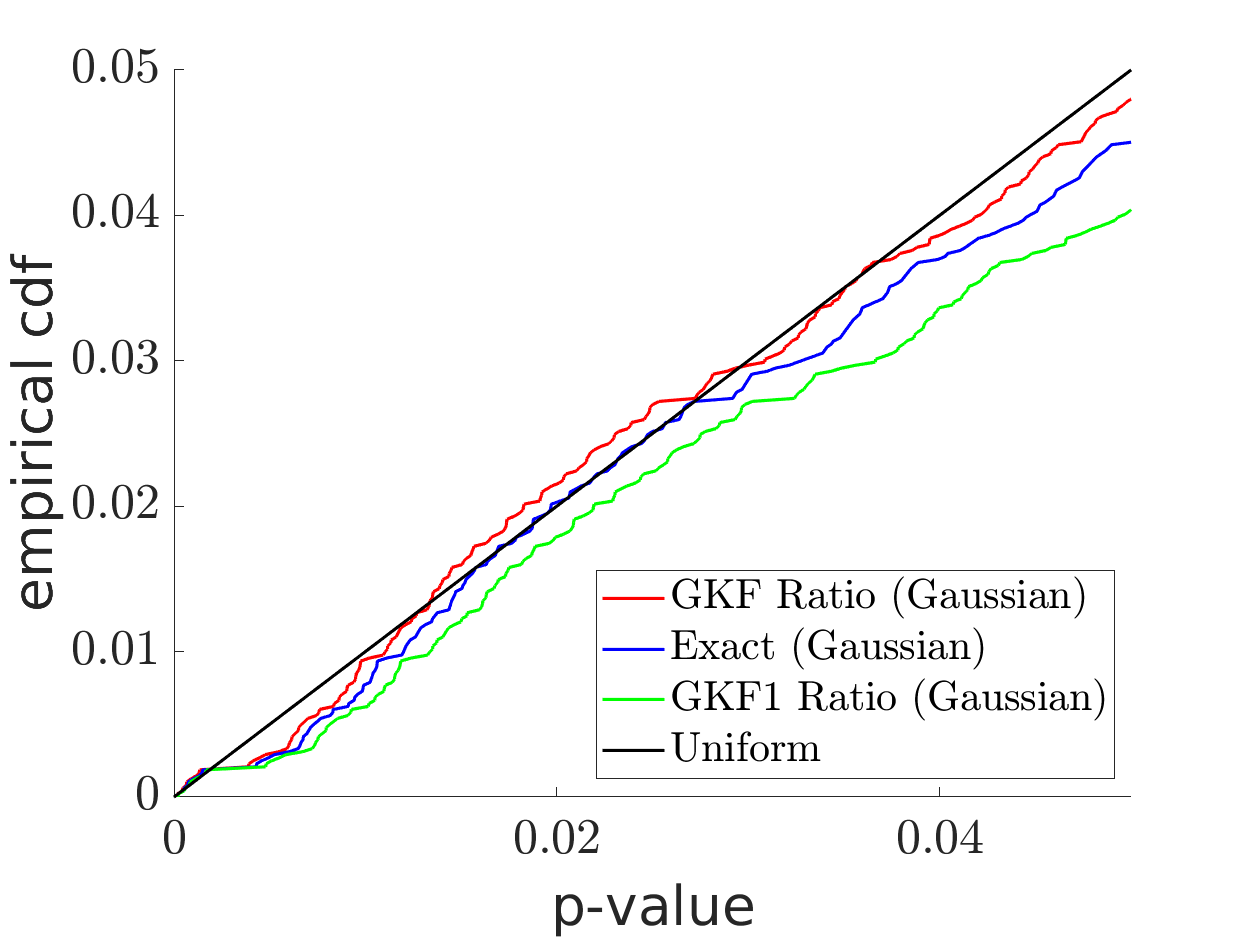 0.05
0.04
0.03
0.02
0.01
0
empirical cdf
GKF Ratio (Gaussian)
Exact (Gaussian)
GKF1 Ratio (Gaussian)
Uniform
0
0.02
0.04
p-value